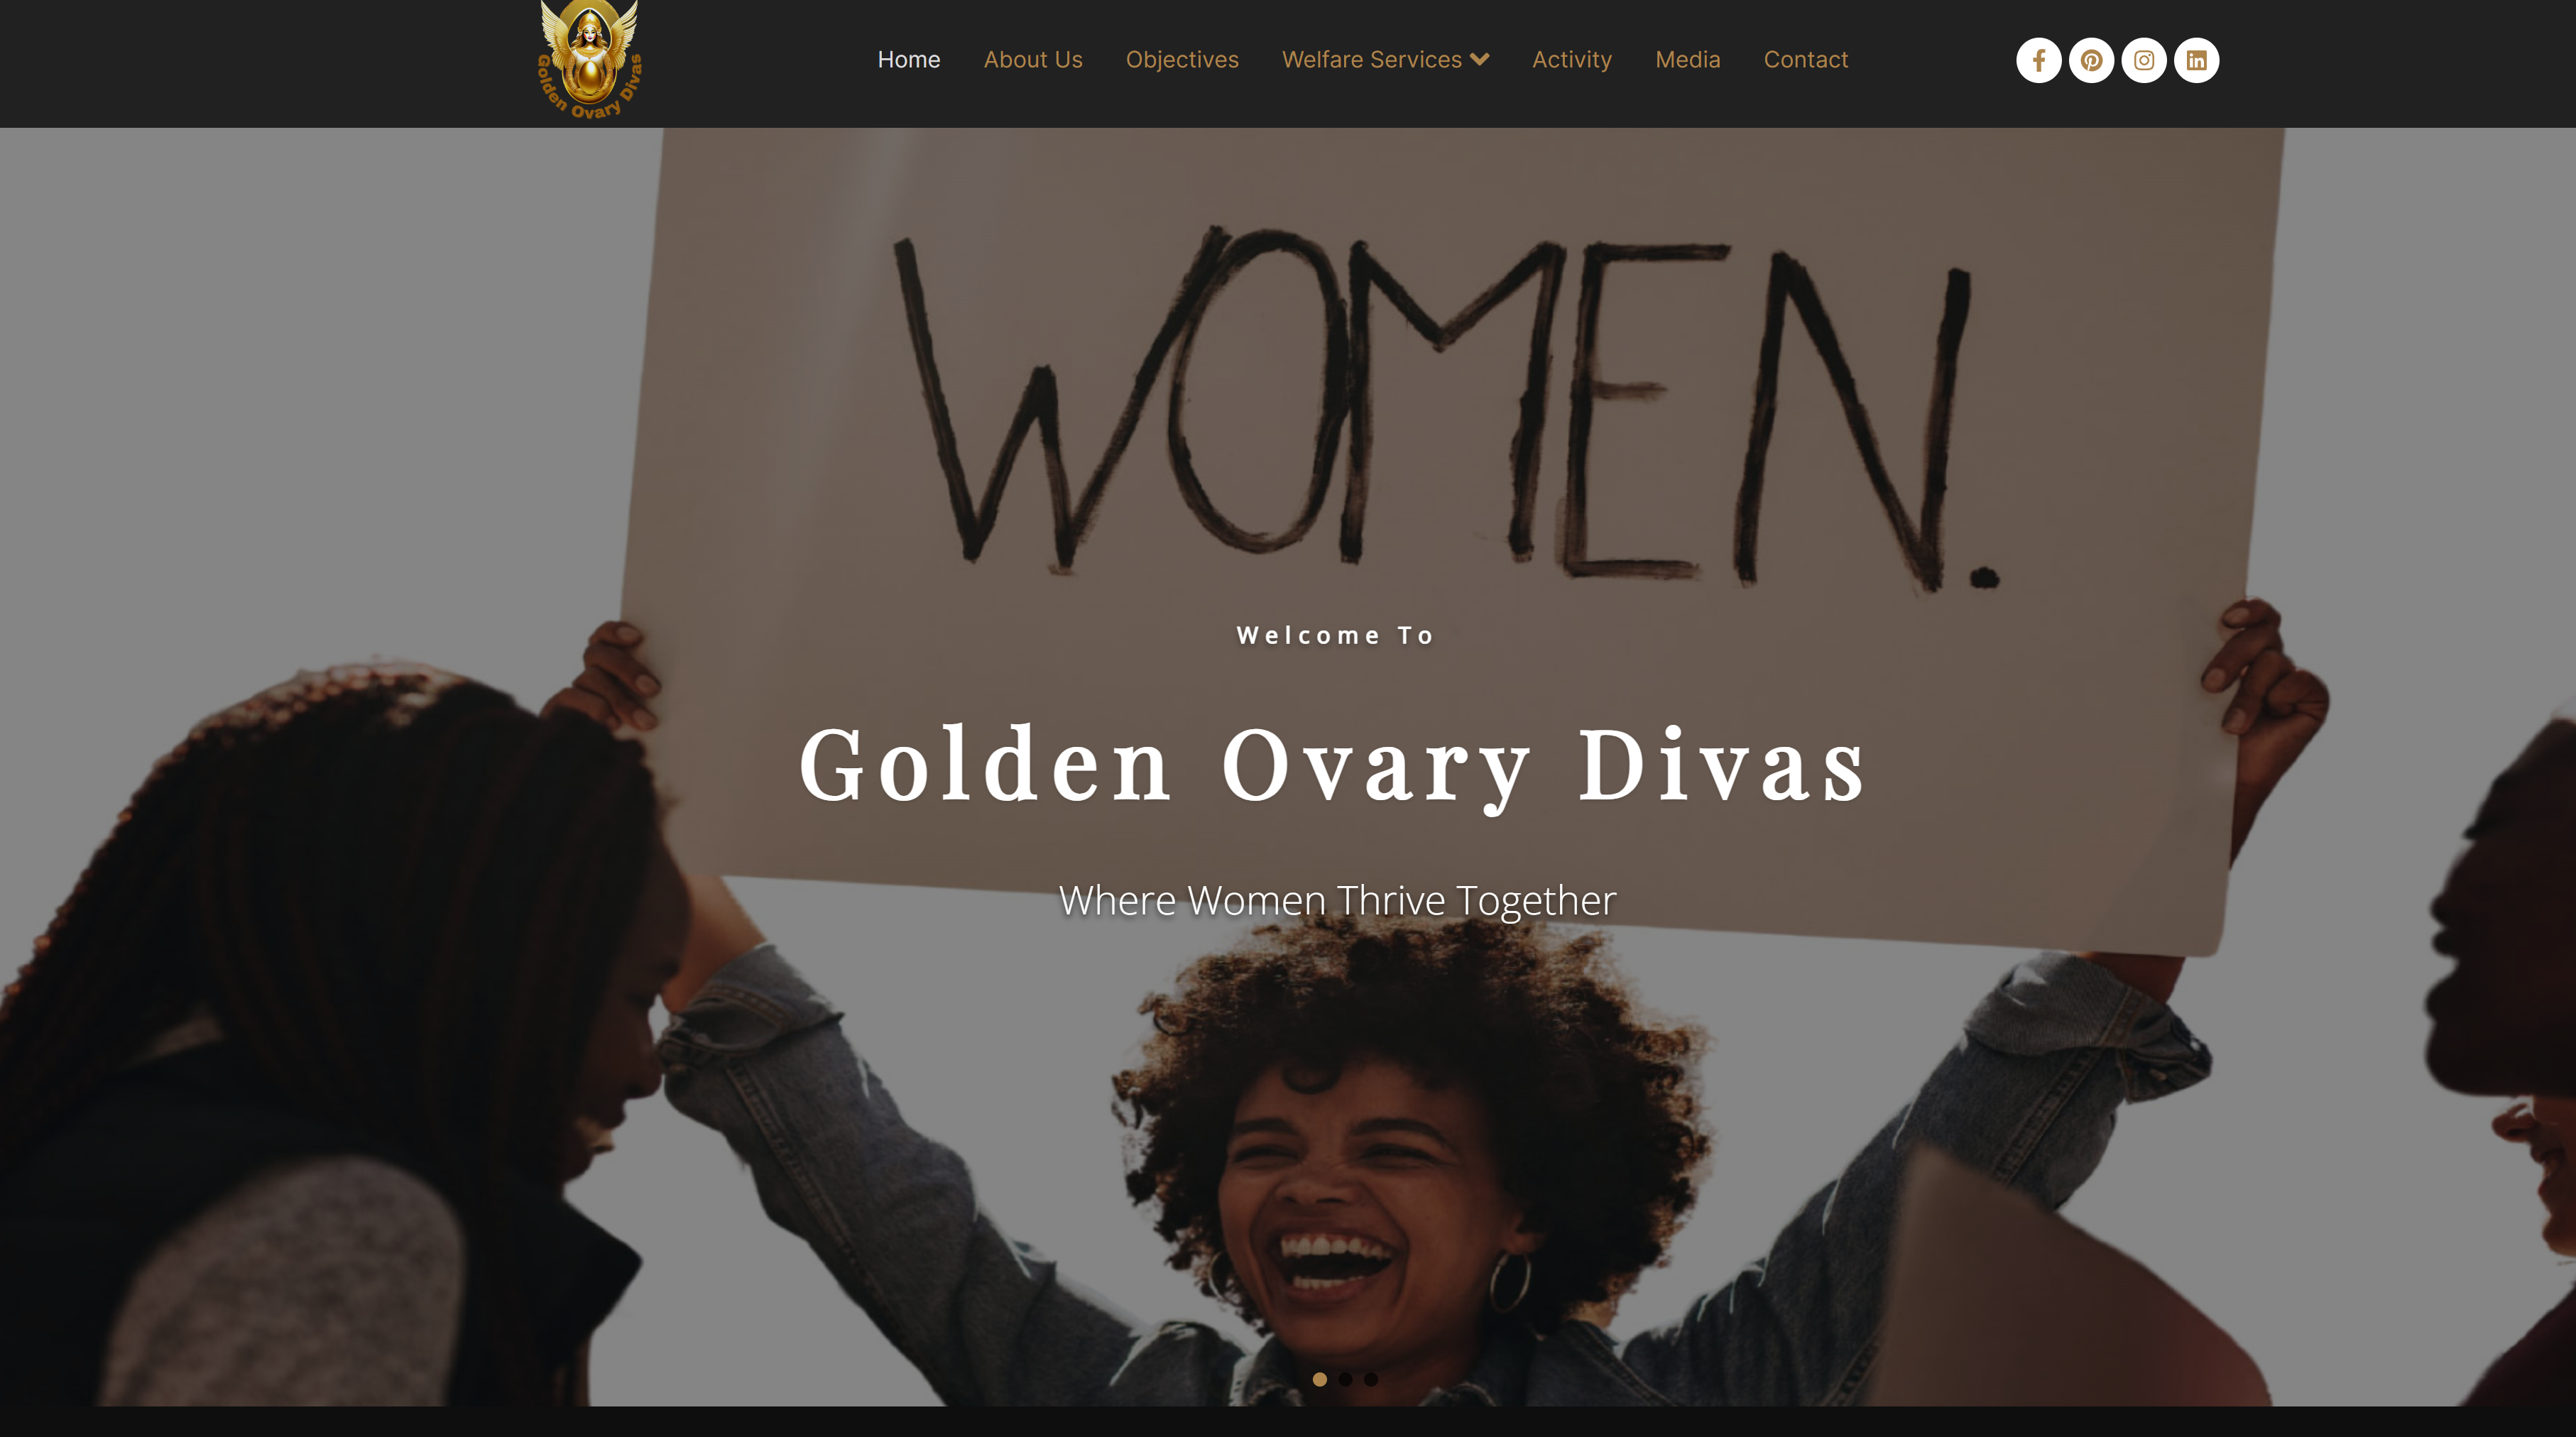 Golden Ovary Divas
Home About Us Objectives Welfare Services Activity Media Contact
WOMEN.
Welcome To
Golden Ovary Divas
Where Women Thrive Together